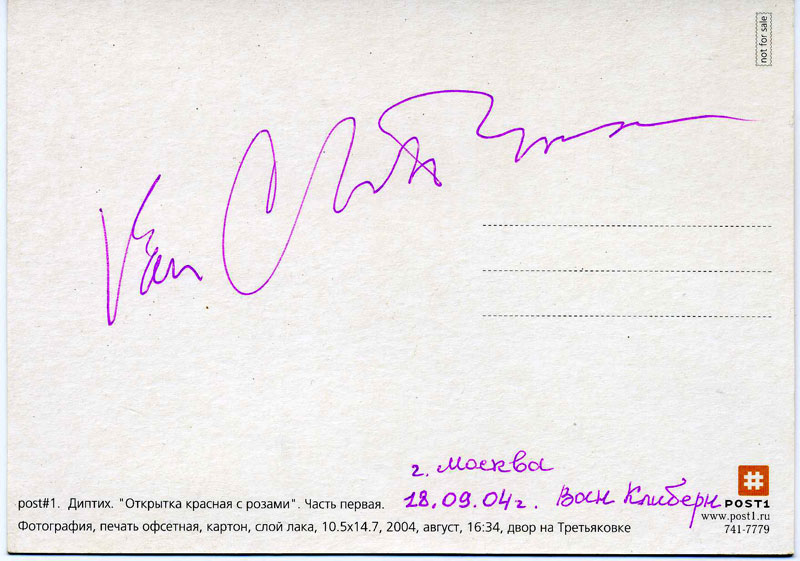 not for sale
Van Cliburn
г. Москва
18.09.04г. Ван Клиберн
post#1. Диптих. "Открытка красная с розами". Часть первая.
Фотография, печать офсетная, картон, слой лака, 10.5x14.7, 2004, август, 16:34, двор на Третьяковке
#
POST1
www.post1.ru
741-7779